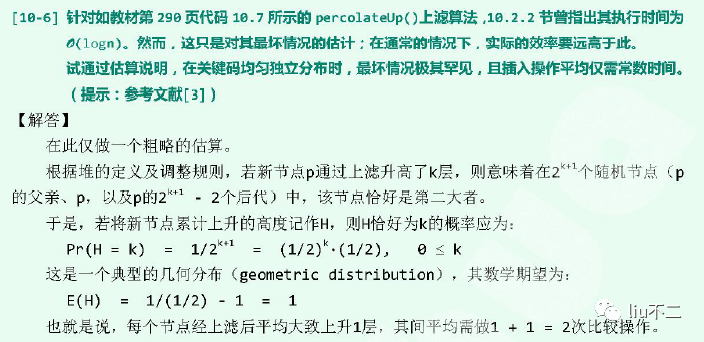 [10-6] 针对如教材第 290 页代码 10.7 所示的 percolateUp()上滤算法,10.2.2 节曾指出其执行时间为
O(logn)。然而,这只是对其最坏情况的估计;在通常的情况下,实际的效率要远高于此。
试通过估算说明,在关键码均匀独立分布时,最坏情况极其罕见,且插入操作平均仅需常数时间。
(提示:参考文献[3])
【解答】
在此仅做一个粗略的估算。
根据堆的定义及调整规则,若新节点p通过上滤升高了k层,则意味着在2^{k+1}个随机节点(p
的父亲、p,以及p的2^{k+1} - 2个后代)中,该节点恰好是第二大者。
于是,若将新节点累计上升的高度记作H,则H恰好为k的概率应为:
Pr(H = k) = 1/2^{k+1} = (1/2)^k·(1/2), 0 ≤ k
这是一个典型的几何分布(geometric distribution),其数学期望为:
E(H) = 1/(1/2) - 1 = 1
也就是说,每个节点经上滤后平均大致上升1层,其间平均需做1 + 1 = 2次比较操作。
liu不二